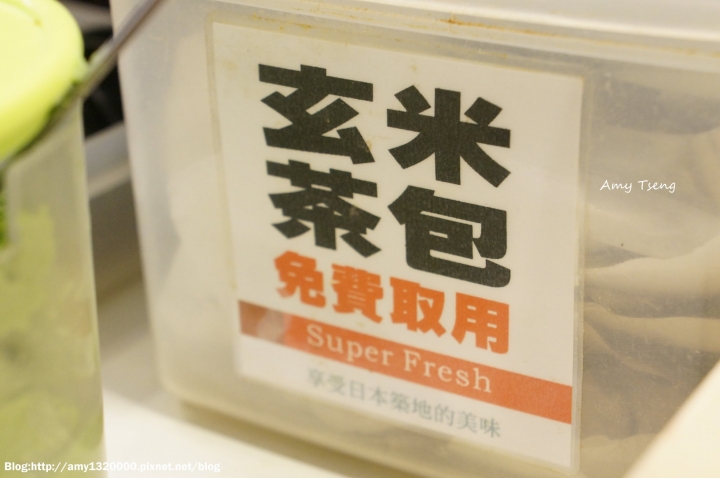 玄米
茶包
免費取用
Super Fresh
享受日本築地的美味
Amy Tseng
Blog:http://amy1320000.pixnet.net/blog